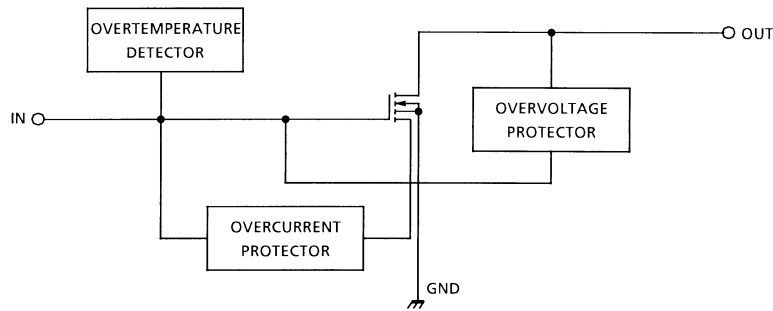 OVERTEMPERATURE
DETECTOR
OUT
IN
OVERVOLTAGE
PROTECTOR
OVERCURRENT
PROTECTOR
GND